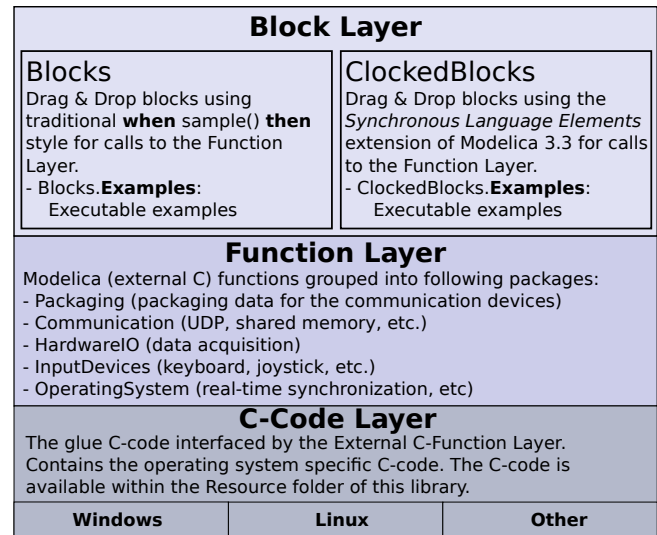 Block Layer
Blocks
Drag & Drop blocks using
traditional when sample() then
style for calls to the Function
Layer.
- Blocks.Examples:
Executable examples
ClockedBlocks
Drag & Drop blocks using the
Synchronous Language Elements
extension of Modelica 3.3 for calls
to the Function Layer.
- ClockedBlocks.Examples:
Executable examples
Function Layer
Modelica (external C) functions grouped into following packages:
- Packaging (packaging data for the communication devices)
- Communication (UDP, shared memory, etc.)
- HardwareIO (data acquisition)
- InputDevices (keyboard, joystick, etc.)
- OperatingSystem (real-time synchronization, etc)
C-Code Layer
The glue C-code interfaced by the External C-Function Layer.
Contains the operating system specific C-code. The C-code is
available within the Resource folder of this library.
Windows
Linux
Other